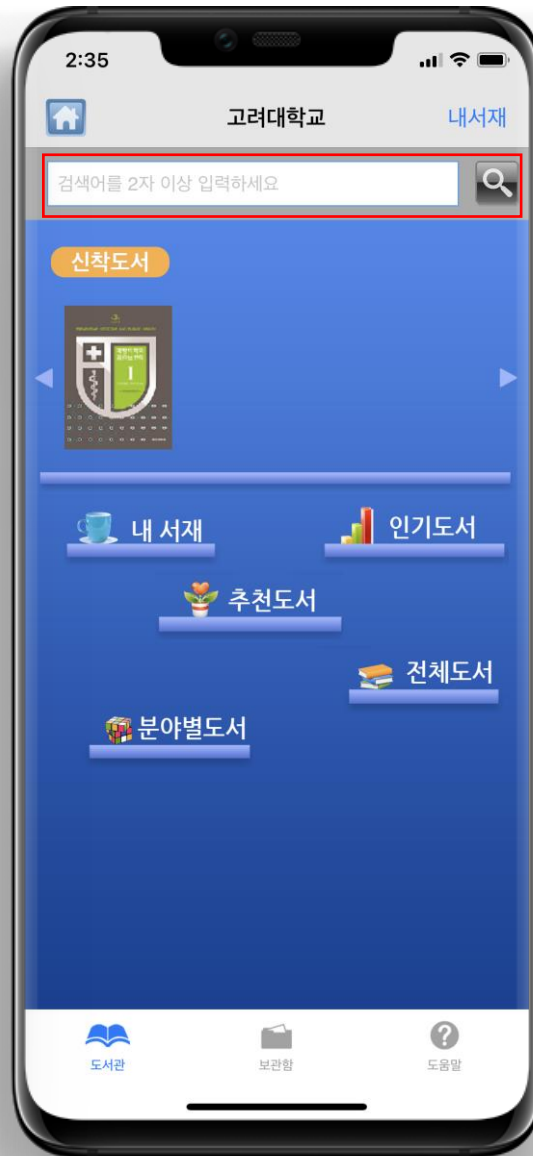 2:35
고려대학교
내서재
검색어를 2자 이상 입력하세요
신착도서
I
내 서재
인기도서
추천도서
전체도서
분야별도서
도서관
보관함
도움말